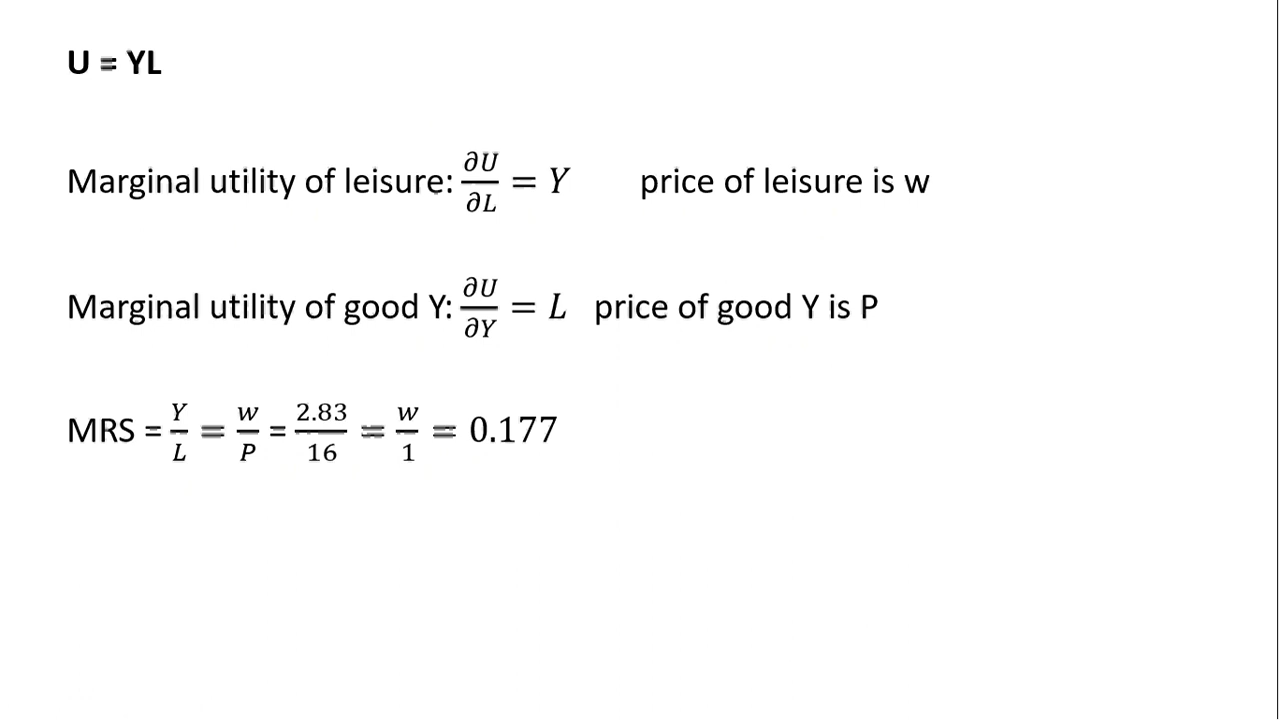 U = YL
Marginal utility of leisure: ∂U/∂L = Y price of leisure is w
Marginal utility of good Y: ∂U/∂Y = L price of good Y is P
MRS = Y/L = w/P = 2.83/16 = w/1 = 0.177